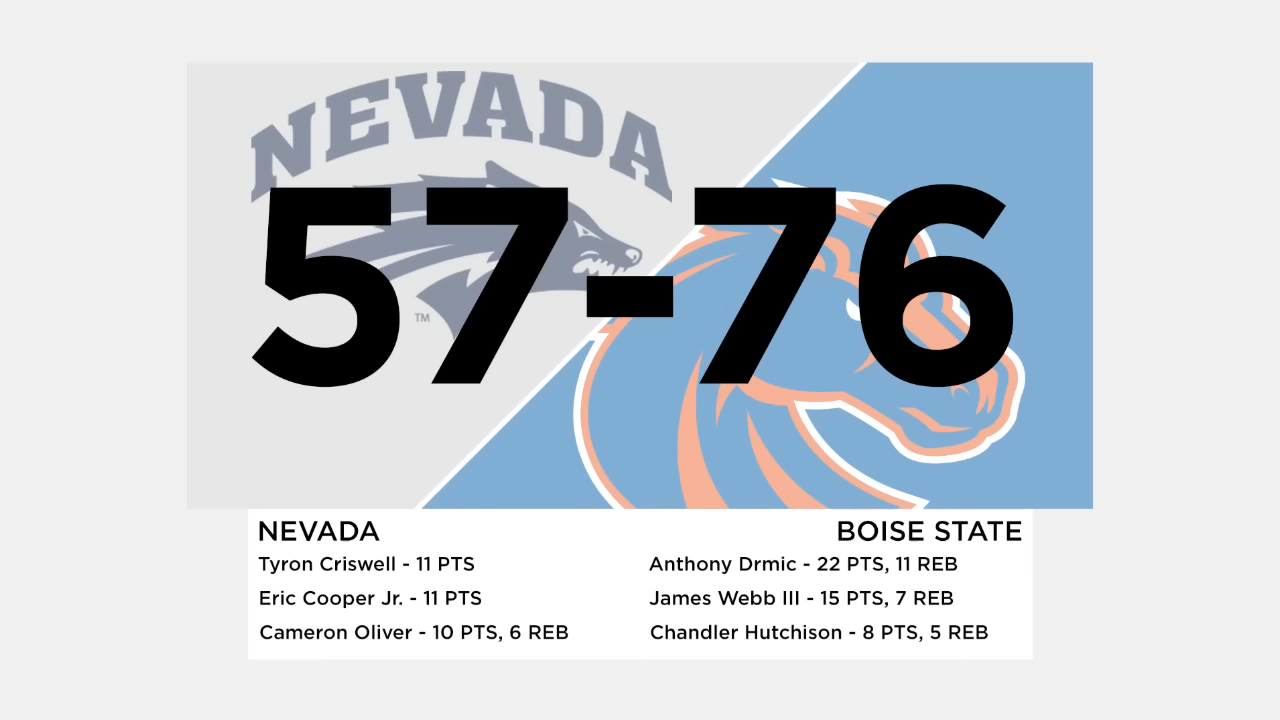 NEVADA
57-76
TM
NEVADA
Tyron Criswell - 11 PTS
Eric Cooper Jr. - 11 PTS
Cameron Oliver - 10 PTS, 6 REB
BOISE STATE
Anthony Drmic - 22 PTS, 11 REB
James Webb III - 15 PTS, 7 REB
Chandler Hutchison - 8 PTS, 5 REB